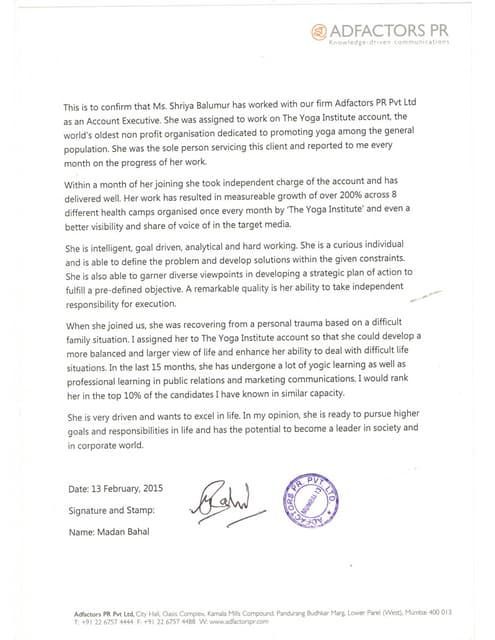 ADFACTORS PR
Knowledge-driven communications
This is to confirm that Ms. Shriya Balumur has worked with our firm Adfactors PR Pvt Ltd
as an Account Executive. She was assigned to work on The Yoga Institute account, the
world's oldest non profit organisation dedicated to promoting yoga among the general
population. She was the sole person servicing this client and reported to me every
month on the progress of her work.
Within a month of her joining she took independent charge of the account and has
delivered well. Her work has resulted in measureable growth of over 200% across 8
different health camps organised once every month by 'The Yoga Institute' and even a
better visibility and share of voice of in the target media.
She is intelligent, goal driven, analytical and hard working. She is a curious individual
and is able to define the problem and develop solutions within the given constraints.
She is also able to garner diverse viewpoints in developing a strategic plan of action to
fulfill a pre-defined objective. A remarkable quality is her ability to take independent
responsibility for execution.
When she joined us, she was recovering from a personal trauma based on a difficult
family situation. I assigned her to The Yoga Institute account so that she could develop a
more balanced and larger view of life and enhance her ability to deal with difficult life
situations. In the last 15 months, she has undergone a lot of yogic learning as well as
professional learning in public relations and marketing communications. I would rank
her in the top 10% of the candidates I have known in similar capacity.
She is very driven and wants to excel in life. In my opinion, she is ready to pursue higher
goals and responsibilities in life and has the potential to become a leader in society and
in corporate world.
Date: 13 February, 2015
Signature and Stamp:
ADFACTORS PR PVT. LTD.
Name: Madan Bahal
Adfactors PR Pvt Ltd, City Hall, Oasis Complex, Kamala Mills Compound, Pandurang Budhkar Marg, Lower Parel (West), Mumbai 400 013
T: +91 22 6757 4444 F: +91 22 6757 4488 W: www.adfactorspr.com